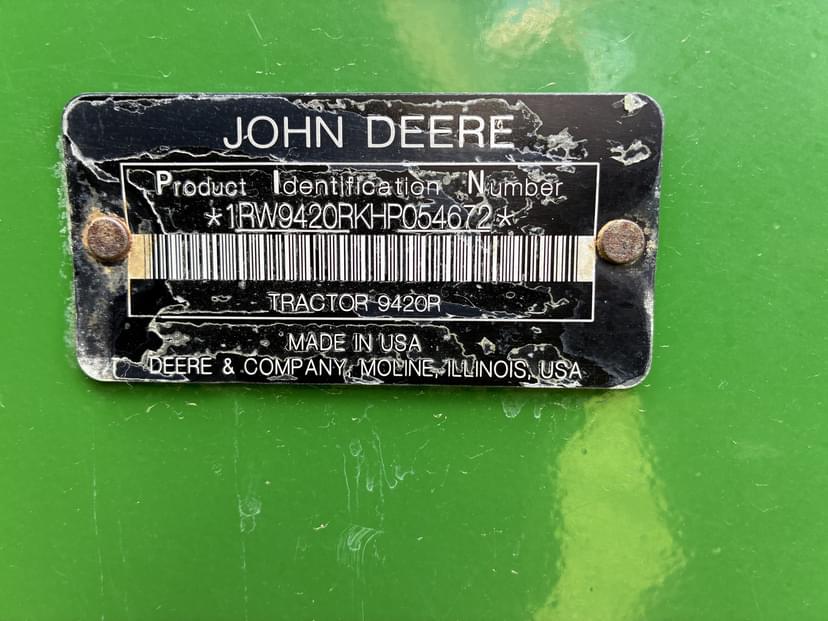 JOHN DEERE
Product Identification Number
*1RW9420RKHP054672*
TRACTOR 9420R
MADE IN USA
DEERE & COMPANY, MOLINE, ILLINOIS, USA